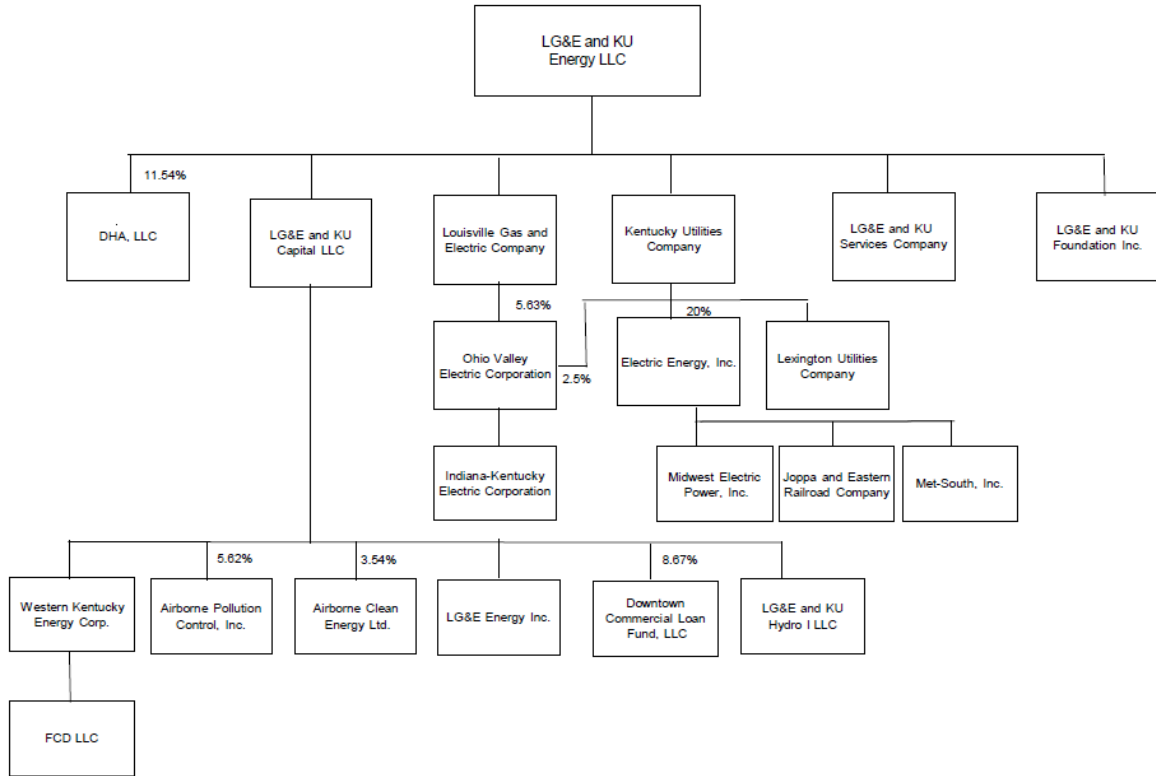 LG&E and KU
Energy LLC
11.54%
DHA, LLC
LG&E and KU
Capital LLC
Louisville Gas and
Electric Company
Kentucky Utilities
Company
LG&E and KU
Services Company
LG&E and KU
Foundation Inc.
5.63%
20%
Ohio Valley
Electric Corporation
2.5%
Electric Energy, Inc.
Lexington Utilities
Company
Indiana-Kentucky
Electric Corporation
Midwest Electric
Power, Inc.
Joppa and Eastern
Railroad Company
Met-South, Inc.
5.62%
3.54%
8.67%
Western Kentucky
Energy Corp.
Airborne Pollution
Control, Inc.
Airborne Clean
Energy Ltd.
LG&E Energy Inc.
Downtown
Commercial Loan
Fund, LLC
LG&E and KU
Hydro I LLC
FCD LLC